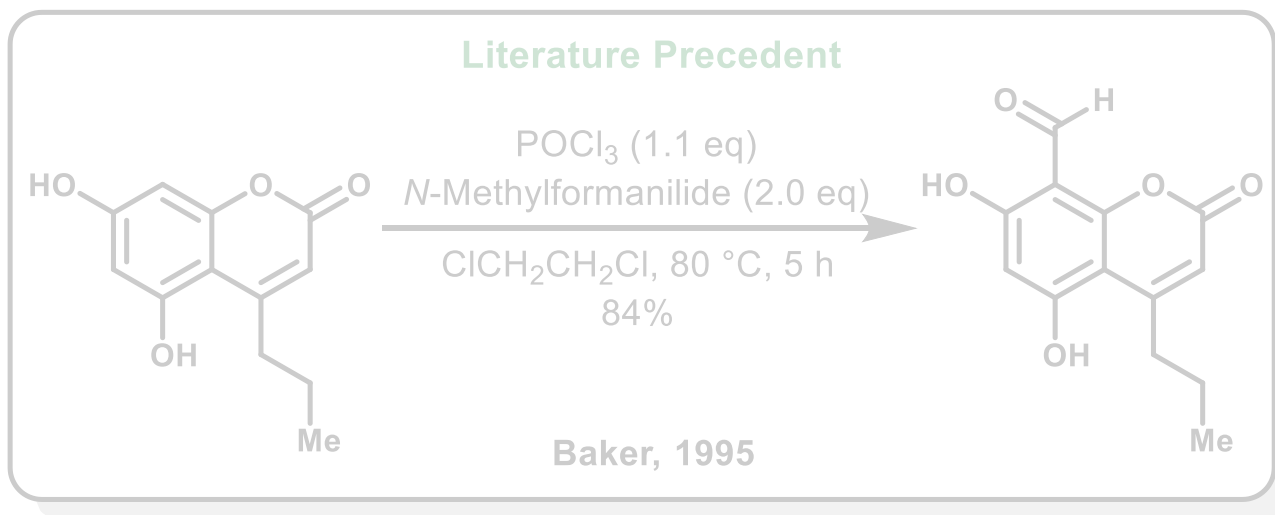 Literature Precedent
O H
POCl₃ (1.1 eq)
HO O O
N-Methylformanilide (2.0 eq)
HO O O
ClCH₂CH₂Cl, 80 °C, 5 h
84%
OH
OH
Me
Baker, 1995
Me